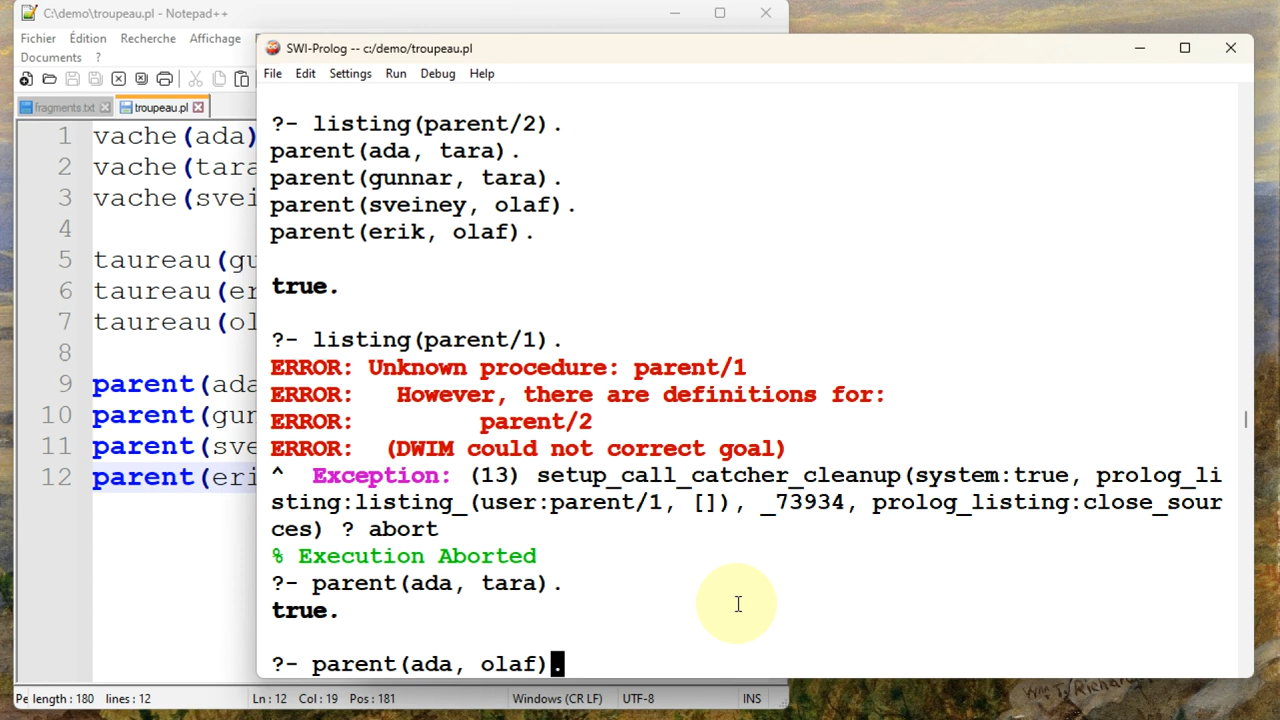 C:\demo\troupeau.pl - Notepad++
Fichier Édition Recherche Affichage
Documents ?
fragments.txt troupeau.pl
1 vache(ada)
2 vache(tara
3 vache(svei
4
5 taureau(gu
6 taureau(er
7 taureau(ol
8
9 parent(ada
10 parent(gun
11 parent(sve
12 parent(eri
length : 180 lines : 12 Ln : 12 Col : 19 Pos : 181 Windows (CR LF) UTF-8 INS
SWI-Prolog -- c:/demo/troupeau.pl
File Edit Settings Run Debug Help
?- listing(parent/2).
parent(ada, tara).
parent(gunnar, tara).
parent(sveiney, olaf).
parent(erik, olaf).
true.
?- listing(parent/1).
ERROR: Unknown procedure: parent/1
ERROR: However, there are definitions for:
ERROR: parent/2
ERROR: (DWIM could not correct goal)
^ Exception: (13) setup_call_catcher_cleanup(system:true, prolog_li
sting:listing_(user:parent/1, []), _73934, prolog_listing:close_sour
ces) ? abort
% Execution Aborted
?- parent(ada, tara).
true.
?- parent(ada, olaf).